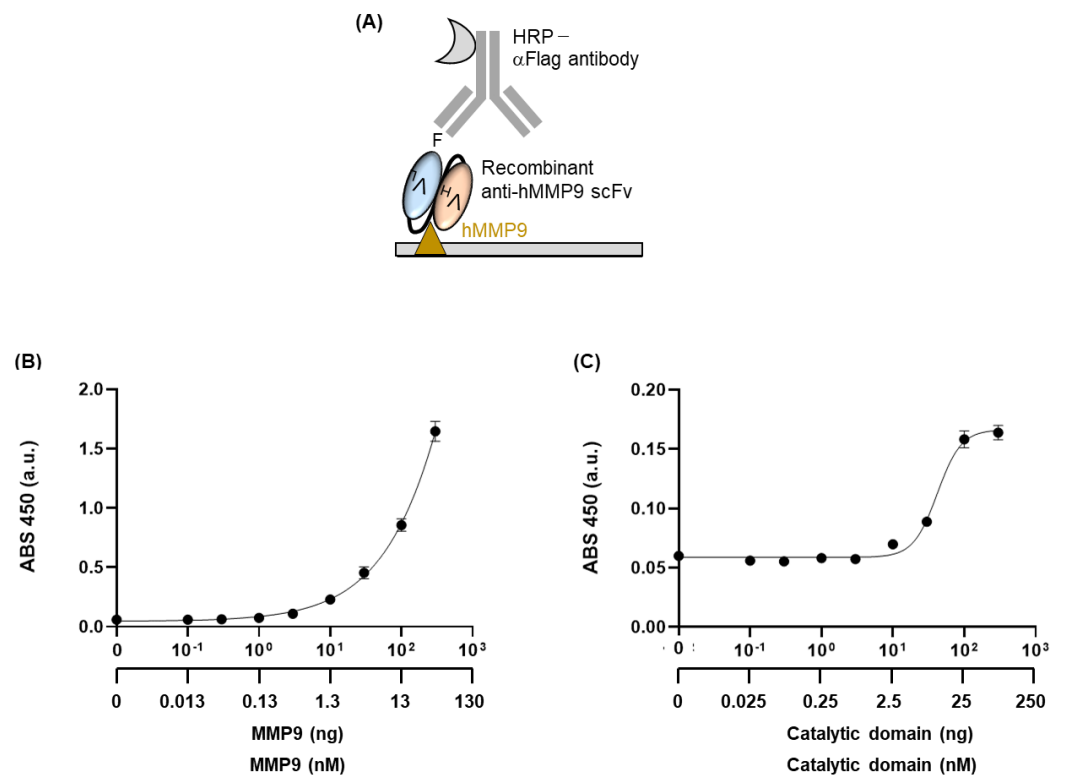 (A)
HRP –
αFlag antibody
F
VL
VH
Recombinant
anti-hMMP9 scFv
hMMP9
(B)
ABS 450 (a.u.)
2.0
1.5
1.0
0.5
0.0
0 10⁻¹ 10⁰ 10¹ 10² 10³
0 0.013 0.13 1.3 13 130
MMP9 (ng)
MMP9 (nM)
(C)
ABS 450 (a.u.)
0.20
0.15
0.10
0.05
0.00
0 10⁻¹ 10⁰ 10¹ 10² 10³
0 0.025 0.25 2.5 25 250
Catalytic domain (ng)
Catalytic domain (nM)